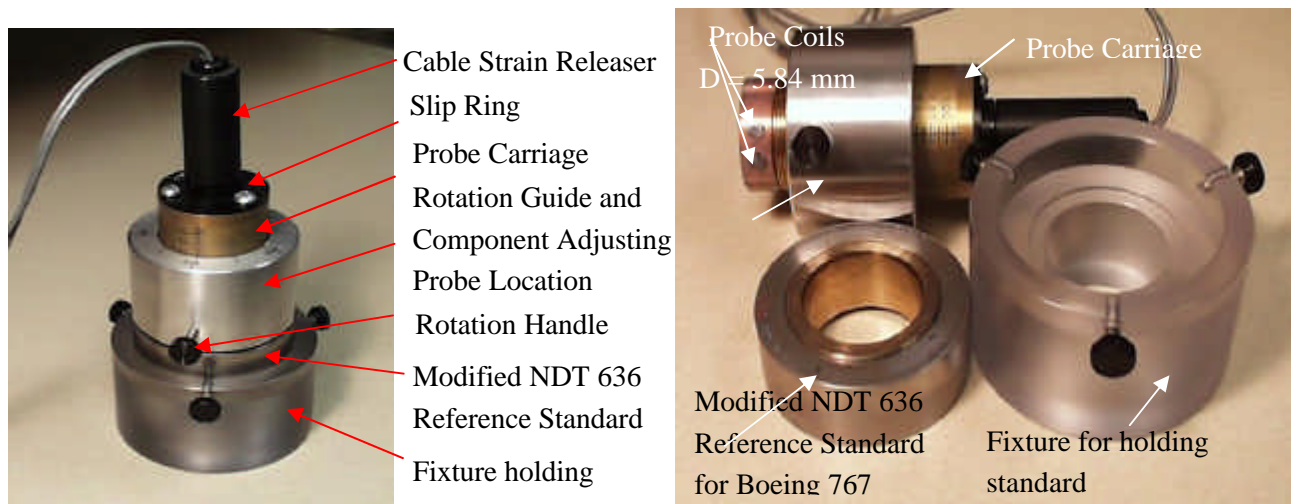 Cable Strain Releaser
Slip Ring
Probe Carriage
Rotation Guide and
Component Adjusting
Probe Location
Rotation Handle
Modified NDT 636
Reference Standard
Fixture holding
Probe Coils
D = 5.84 mm
Probe Carriage
Modified NDT 636
Reference Standard
for Boeing 767
Fixture for holding
standard